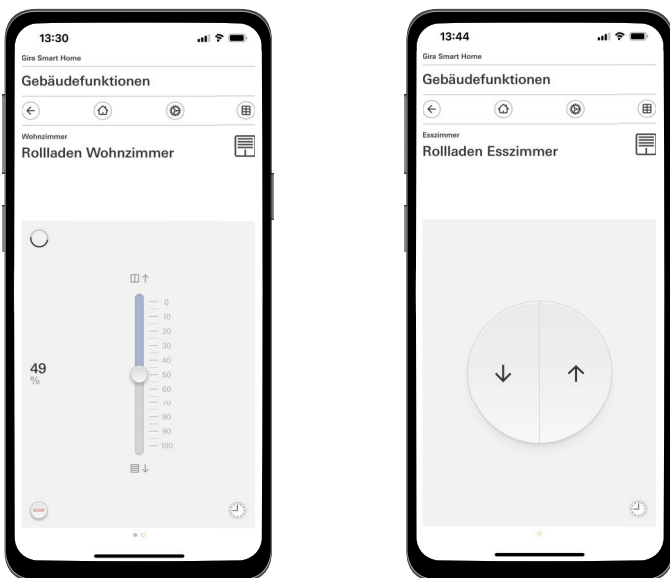 13:30
Gira Smart Home
Gebäudefunktionen
Wohnzimmer
Rollladen Wohnzimmer
0
10
20
30
40
50
60
70
80
90
100
49
%
STOP
13:44
Gira Smart Home
Gebäudefunktionen
Esszimmer
Rollladen Esszimmer